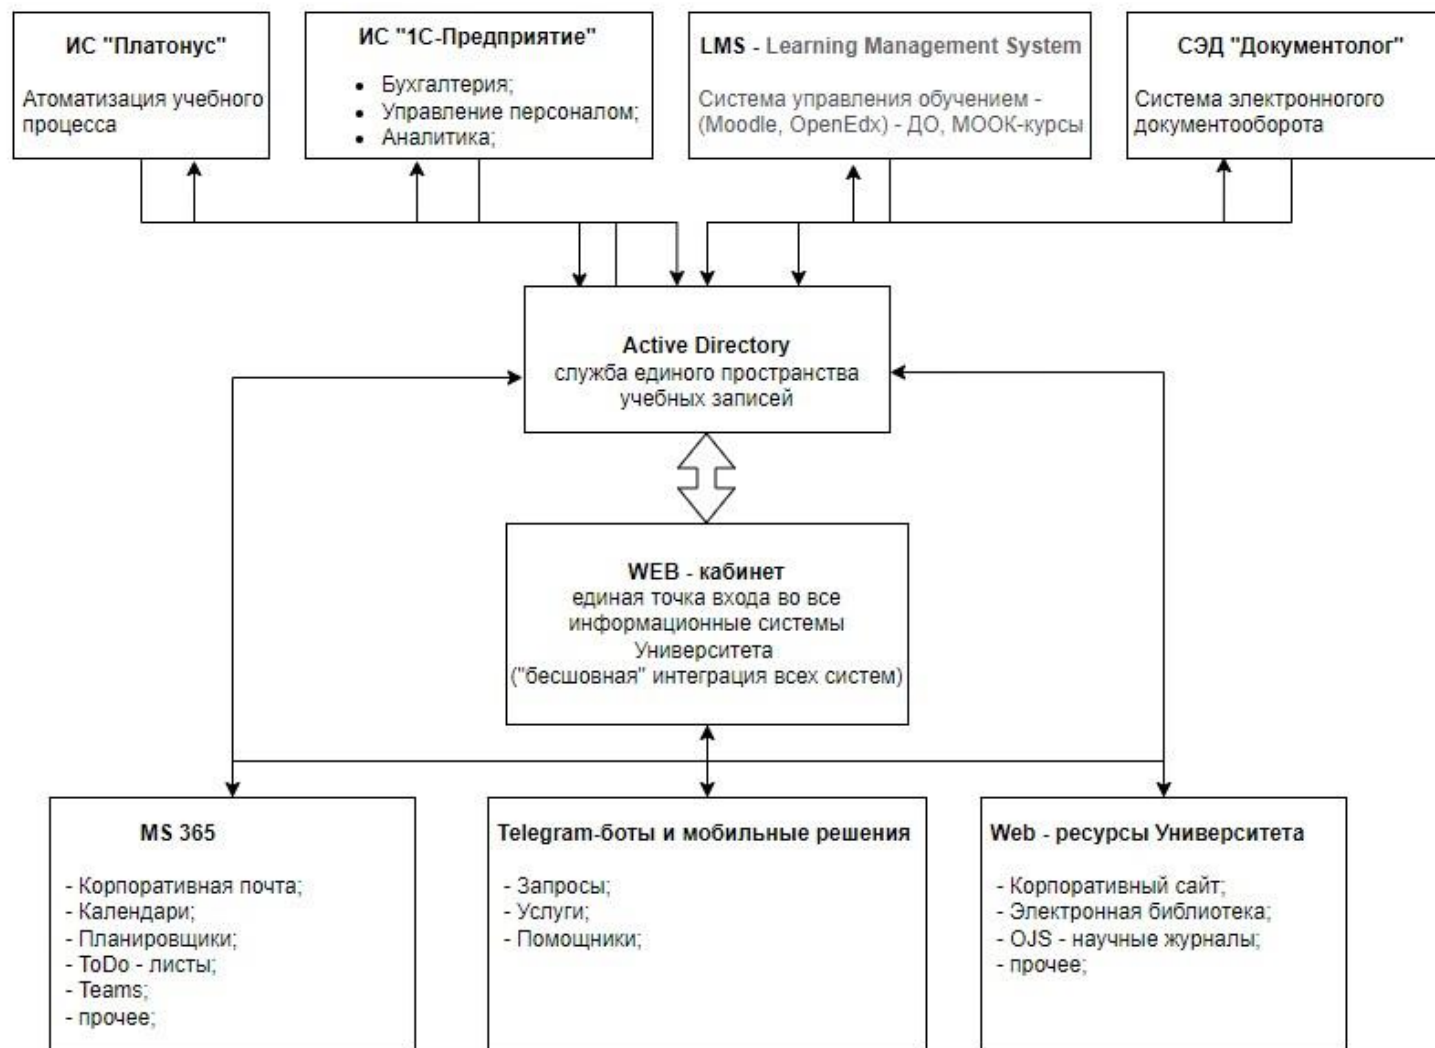 ИС "Платонус"
Атоматизация учебного
процесса
ИС "1С-Предприятие"
• Бухгалтерия;
• Управление персоналом;
• Аналитика;
LMS - Learning Management System
Система управления обучением -
(Moodle, OpenEdx) - ДО, МООК-курсы
СЭД "Документолог"
Система электронногого
документооборота
Active Directory
служба единого пространства
учебных записей
WEB - кабинет
единая точка входа во все
информационные системы
Университета
("бесшовная" интеграция всех систем)
MS 365
- Корпоративная почта;
- Календари;
- Планировщики;
- ToDo - листы;
- Teams;
- прочее;
Telegram-боты и мобильные решения
- Запросы;
- Услуги;
- Помощники;
Web - ресурсы Университета
- Корпоративный сайт;
- Электронная библиотека;
- OJS - научные журналы;
- прочее;